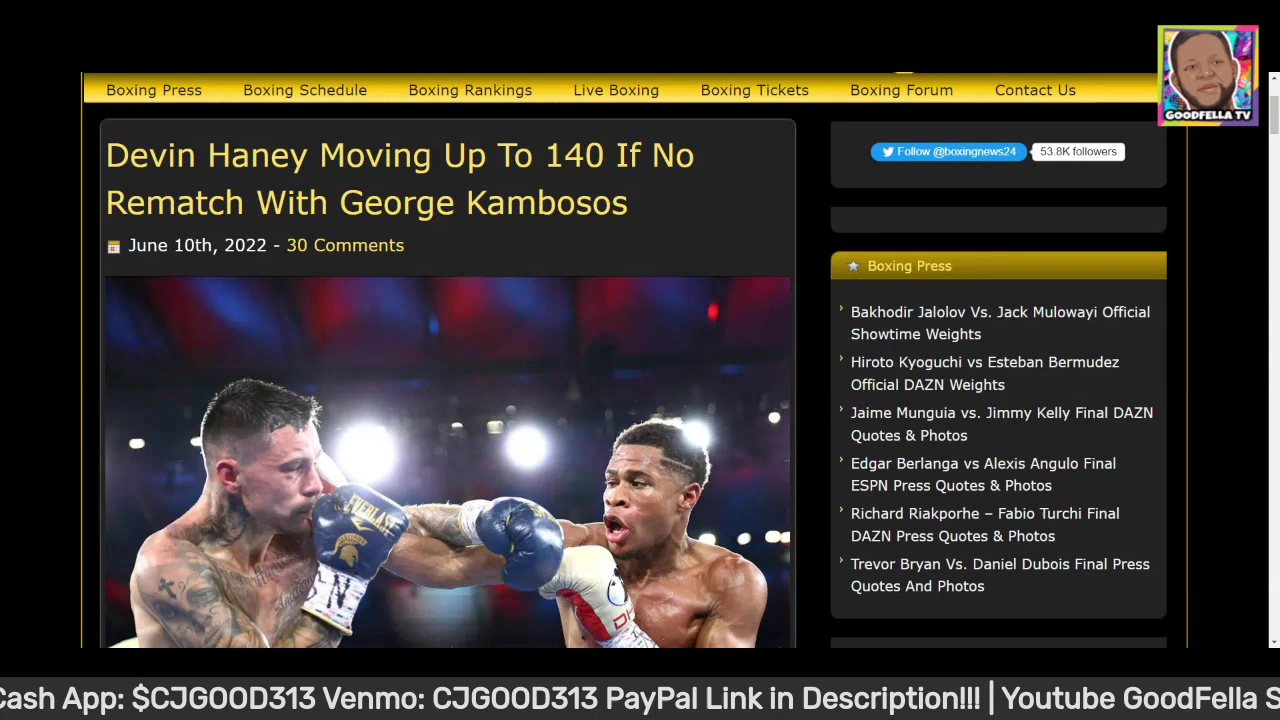 GOODFELLA TV
Boxing Press
Boxing Schedule
Boxing Rankings
Live Boxing
Boxing Tickets
Boxing Forum
Contact Us
Devin Haney Moving Up To 140 If No
Rematch With George Kambosos
June 10th, 2022 - 30 Comments
EVERLAST
Follow @boxingnews24
53.8K followers
Boxing Press
Bakhodir Jalolov Vs. Jack Mulowayi Official
Showtime Weights
Hiroto Kyoguchi vs Esteban Bermudez
Official DAZN Weights
Jaime Munguia vs. Jimmy Kelly Final DAZN
Quotes & Photos
Edgar Berlanga vs Alexis Angulo Final
ESPN Press Quotes & Photos
Richard Riakporhe – Fabio Turchi Final
DAZN Press Quotes & Photos
Trevor Bryan Vs. Daniel Dubois Final Press
Quotes And Photos
Cash App: $CJGOOD313 Venmo: CJGOOD313 PayPal Link in Description!!! | Youtube GoodFella S